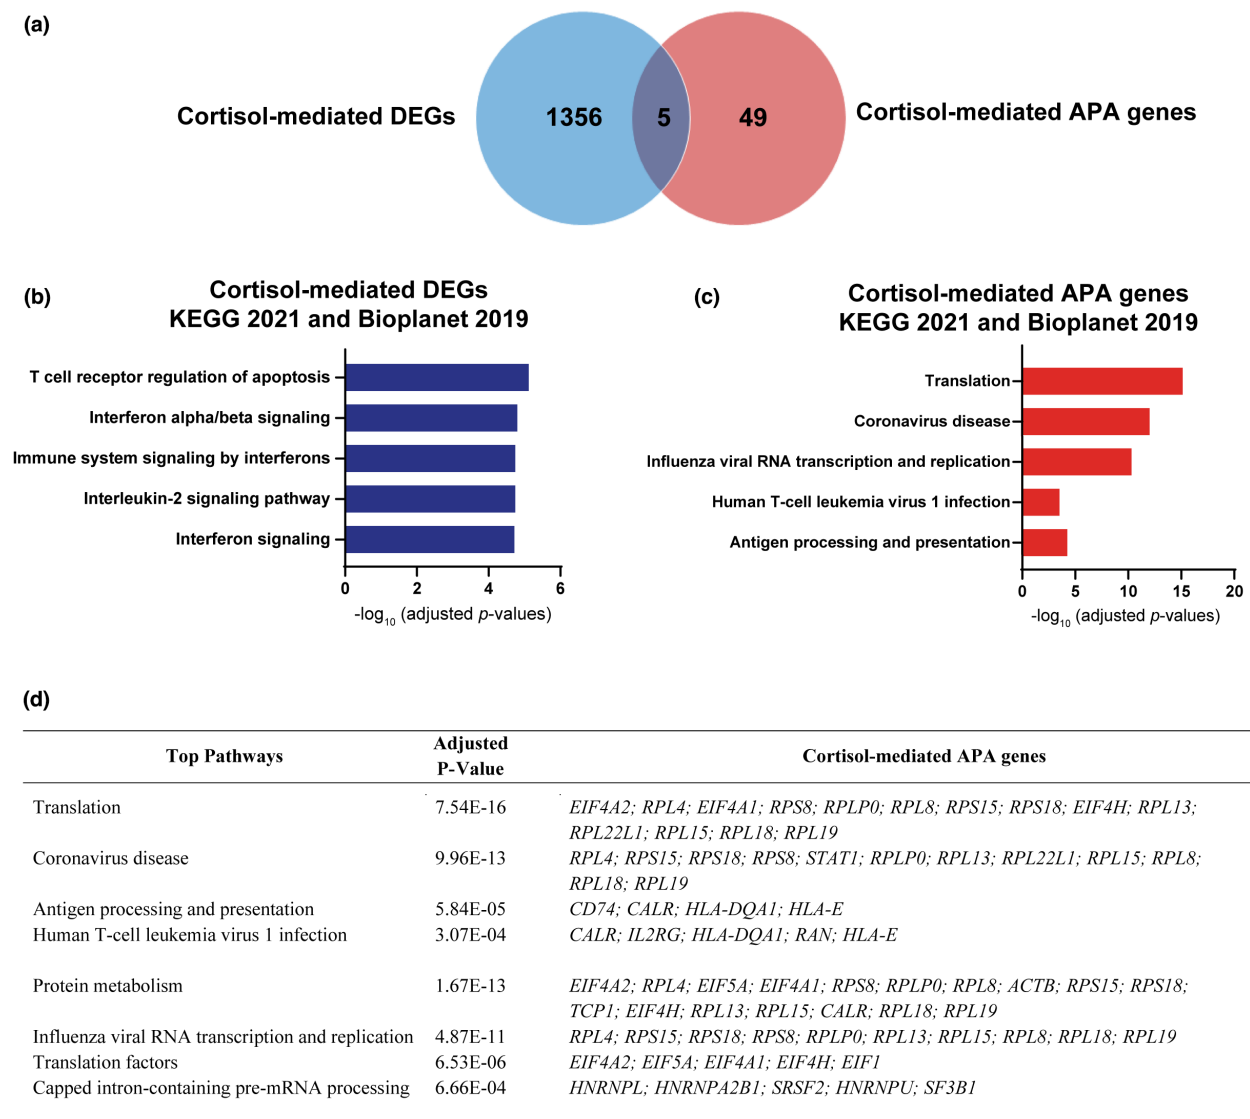 (a)
Cortisol-mediated DEGs
1356
5
49
Cortisol-mediated APA genes
(b)
Cortisol-mediated DEGs
KEGG 2021 and Bioplanet 2019
T cell receptor regulation of apoptosis
Interferon alpha/beta signaling
Immune system signaling by interferons
Interleukin-2 signaling pathway
Interferon signaling
0 2 4 6
-log10 (adjusted p-values)
(c)
Cortisol-mediated APA genes
KEGG 2021 and Bioplanet 2019
Translation
Coronavirus disease
Influenza viral RNA transcription and replication
Human T-cell leukemia virus 1 infection
Antigen processing and presentation
0 5 10 15 20
-log10 (adjusted p-values)
(d)
Top Pathways Adjusted P-Value Cortisol-mediated APA genes
Translation 7.54E-16 EIF4A2; RPL4; EIF4A1; RPS8; RPLP0; RPL8; RPS15; RPS18; EIF4H; RPL13;
RPL22L1; RPL15; RPL18; RPL19
Coronavirus disease 9.96E-13 RPL4; RPS15; RPS18; RPS8; STAT1; RPLP0; RPL13; RPL22L1; RPL15; RPL8;
RPL18; RPL19
Antigen processing and presentation 5.84E-05 CD74; CALR; HLA-DQA1; HLA-E
Human T-cell leukemia virus 1 infection 3.07E-04 CALR; IL2RG; HLA-DQA1; RAN; HLA-E
Protein metabolism 1.67E-13 EIF4A2; RPL4; EIF5A; EIF4A1; RPS8; RPLP0; RPL8; ACTB; RPS15; RPS18;
TCP1; EIF4H; RPL13; RPL15; CALR; RPL18; RPL19
Influenza viral RNA transcription and replication 4.87E-11 RPL4; RPS15; RPS18; RPS8; RPLP0; RPL13; RPL15; RPL8; RPL18; RPL19
Translation factors 6.53E-06 EIF4A2; EIF5A; EIF4A1; EIF4H; EIF1
Capped intron-containing pre-mRNA processing 6.66E-04 HNRNPL; HNRNPA2B1; SRSF2; HNRNPU; SF3B1